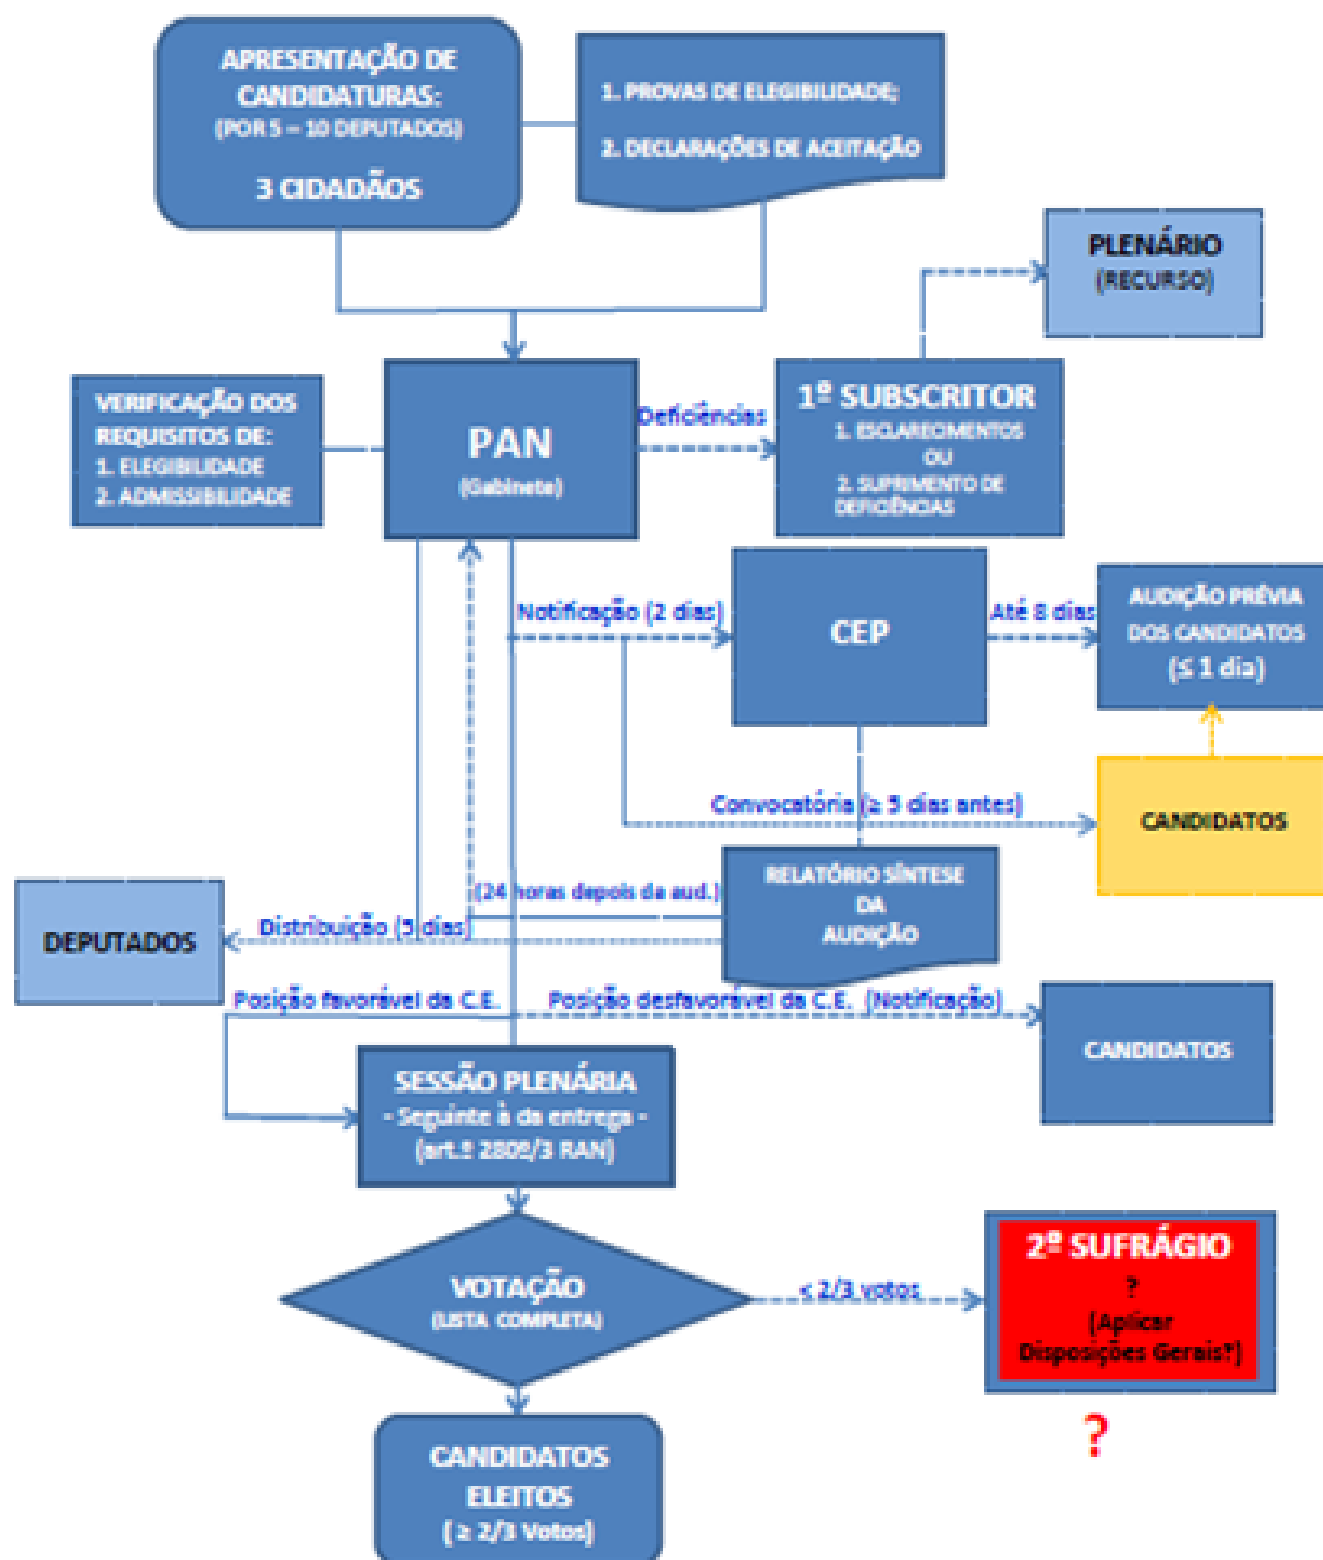 APRESENTAÇÃO DE
CANDIDATURAS:
(POR 5 – 10 DEPUTADOS)
3 CIDADÃOS
1. PROVAS DE ELEGIBILIDADE;
2. DECLARAÇÕES DE ACEITAÇÃO
PLENÁRIO
(RECURSO)
VERIFICAÇÃO DOS
REQUISITOS DE:
1. ELEGIBILIDADE
2. ADMISSIBILIDADE
PAN
(Gabinete)
Deficiências
1º SUBSCRITOR
1. ESCLARECIMENTOS
OU
2. SUPRIMENTO DE
DEFICIÊNCIAS
Notificação (2 dias)
CEP
Até 8 dias
AUDIÇÃO PRÉVIA
DOS CANDIDATOS
(≤ 1 dia)
Convocatória (≥ 5 dias antes)
CANDIDATOS
RELATÓRIO SÍNTESE
DA
AUDIÇÃO
(24 horas depois da aud.)
Distribuição (5 dias)
DEPUTADOS
Posição favorável da C.E.
Posição desfavorável da C.E. (Notificação)
CANDIDATOS
SESSÃO PLENÁRIA
- Seguinte à da entrega -
(art.º 280º/3 RAN)
VOTAÇÃO
(LISTA COMPLETA)
< 2/3 votos
2º SUFRÁGIO
?
(Aplicar
Disposições Gerais?)
?
CANDIDATOS
ELEITOS
( ≥ 2/3 Votos)